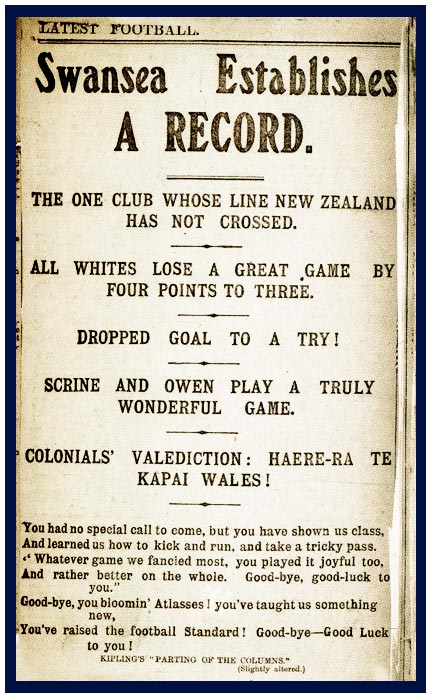 LATEST FOOTBALL.
Swansea Establishes
A RECORD.
THE ONE CLUB WHOSE LINE NEW ZEALAND
HAS NOT CROSSED.
ALL WHITES LOSE A GREAT GAME BY
FOUR POINTS TO THREE.
DROPPED GOAL TO A TRY!
SCRINE AND OWEN PLAY A TRULY
WONDERFUL GAME.
COLONIALS' VALEDICTION: HAERE-RA TE
KAPAI WALES!
You had no special call to come, but you have shown us class,
And learned us how to kick and run, and take a tricky pass.
"Whatever game we fancied most, you played it joyful too,
And rather better on the whole. Good-bye, good-luck to
you."
Good-bye, you bloomin' Atlasses! you've taught us something
new,
You've raised the football Standard! Good-bye—Good Luck
to you!
KIPLING'S "PARTING OF THE COLUMNS."
(Slightly altered.)